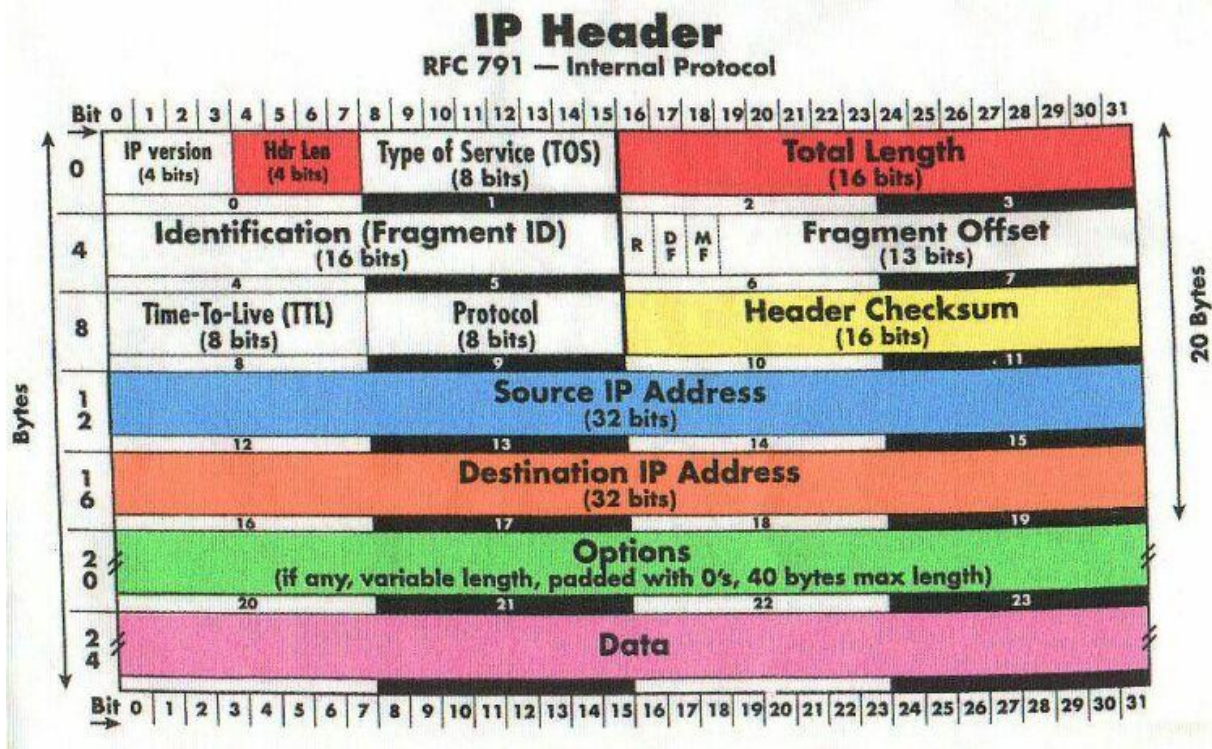 IP Header
RFC 791 — Internal Protocol
Bit 0 1 2 3 4 5 6 7 8 9 10 11 12 13 14 15 16 17 18 19 20 21 22 23 24 25 26 27 28 29 30 31
0 IP version Hdr Len Type of Service (TOS) Total Length
(4 bits) (4 bits) (8 bits) (16 bits)
0 1 2 3
4 Identification (Fragment ID) R DF MF Fragment Offset
(16 bits) (13 bits)
4 5 6 7
8 Time-To-Live (TTL) Protocol Header Checksum
(8 bits) (8 bits) (16 bits)
8 9 10 11
12 Source IP Address
(32 bits)
12 13 14 15
16 Destination IP Address
(32 bits)
16 17 18 19
20 Options
(if any, variable length, padded with 0's, 40 bytes max length)
20 21 22 23
24 Data
Bit 0 1 2 3 4 5 6 7 8 9 10 11 12 13 14 15 16 17 18 19 20 21 22 23 24 25 26 27 28 29 30 31
Bytes
20 Bytes